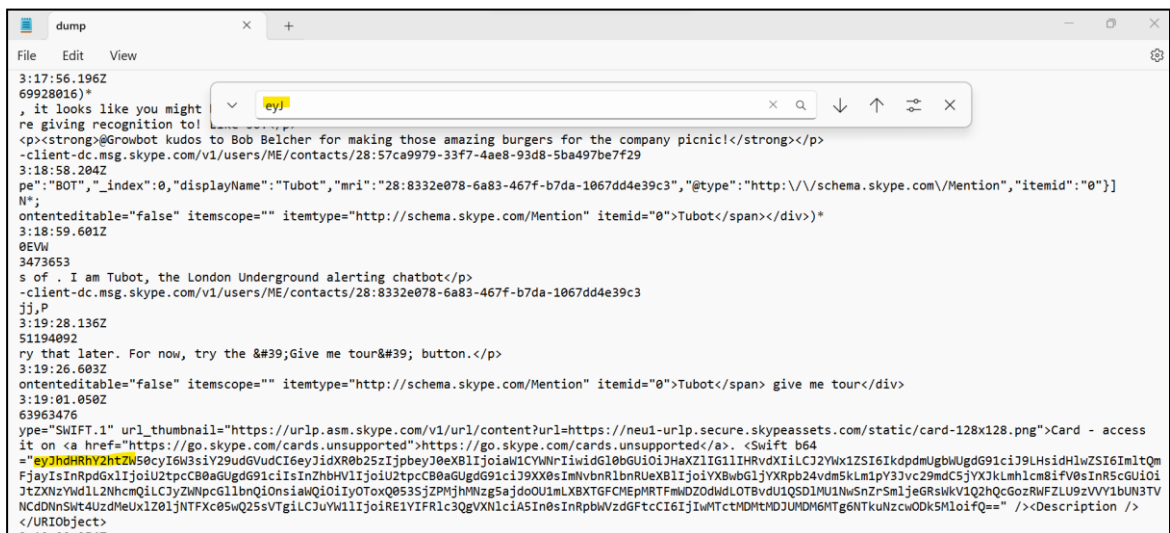 dump
File Edit View
eyJ
3:17:56.196Z
69928016)*
, it looks like you might
re giving recognition to!
<p><strong>@Growbot kudos to Bob Belcher for making those amazing burgers for the company picnic!</strong></p>
-client-dc.msg.skype.com/v1/users/ME/contacts/28:57ca9979-33f7-4ae8-93d8-5ba497be7f29
3:18:58.204Z
pe":"BOT","_index":0,"displayName":"Tubot","mri":"28:8332e078-6a83-467f-b7da-1067dd4e39c3","@type":"http:\/\/schema.skype.com\/Mention","itemid":"0"}]
N*;
ontenteditable="false" itemscope="" itemtype="http://schema.skype.com/Mention" itemid="0">Tubot</span></div>)*
3:18:59.601Z
0EVW
3473653
s of . I am Tubot, the London Underground alerting chatbot</p>
-client-dc.msg.skype.com/v1/users/ME/contacts/28:8332e078-6a83-467f-b7da-1067dd4e39c3
jj,P
3:19:28.136Z
51194092
ry that later. For now, try the &#39;Give me tour&#39; button.</p>
3:19:26.603Z
ontenteditable="false" itemscope="" itemtype="http://schema.skype.com/Mention" itemid="0">Tubot</span> give me tour</div>
3:19:01.050Z
63963476
ype="SWIFT.1" url_thumbnail="https://urlp.asm.skype.com/v1/url/content?url=https://neu1-urlp.secure.skypeassets.com/static/card-128x128.png">Card - access
it on <a href="https://go.skype.com/cards.unsupported">https://go.skype.com/cards.unsupported</a>. <Swift b64
</URIObject>